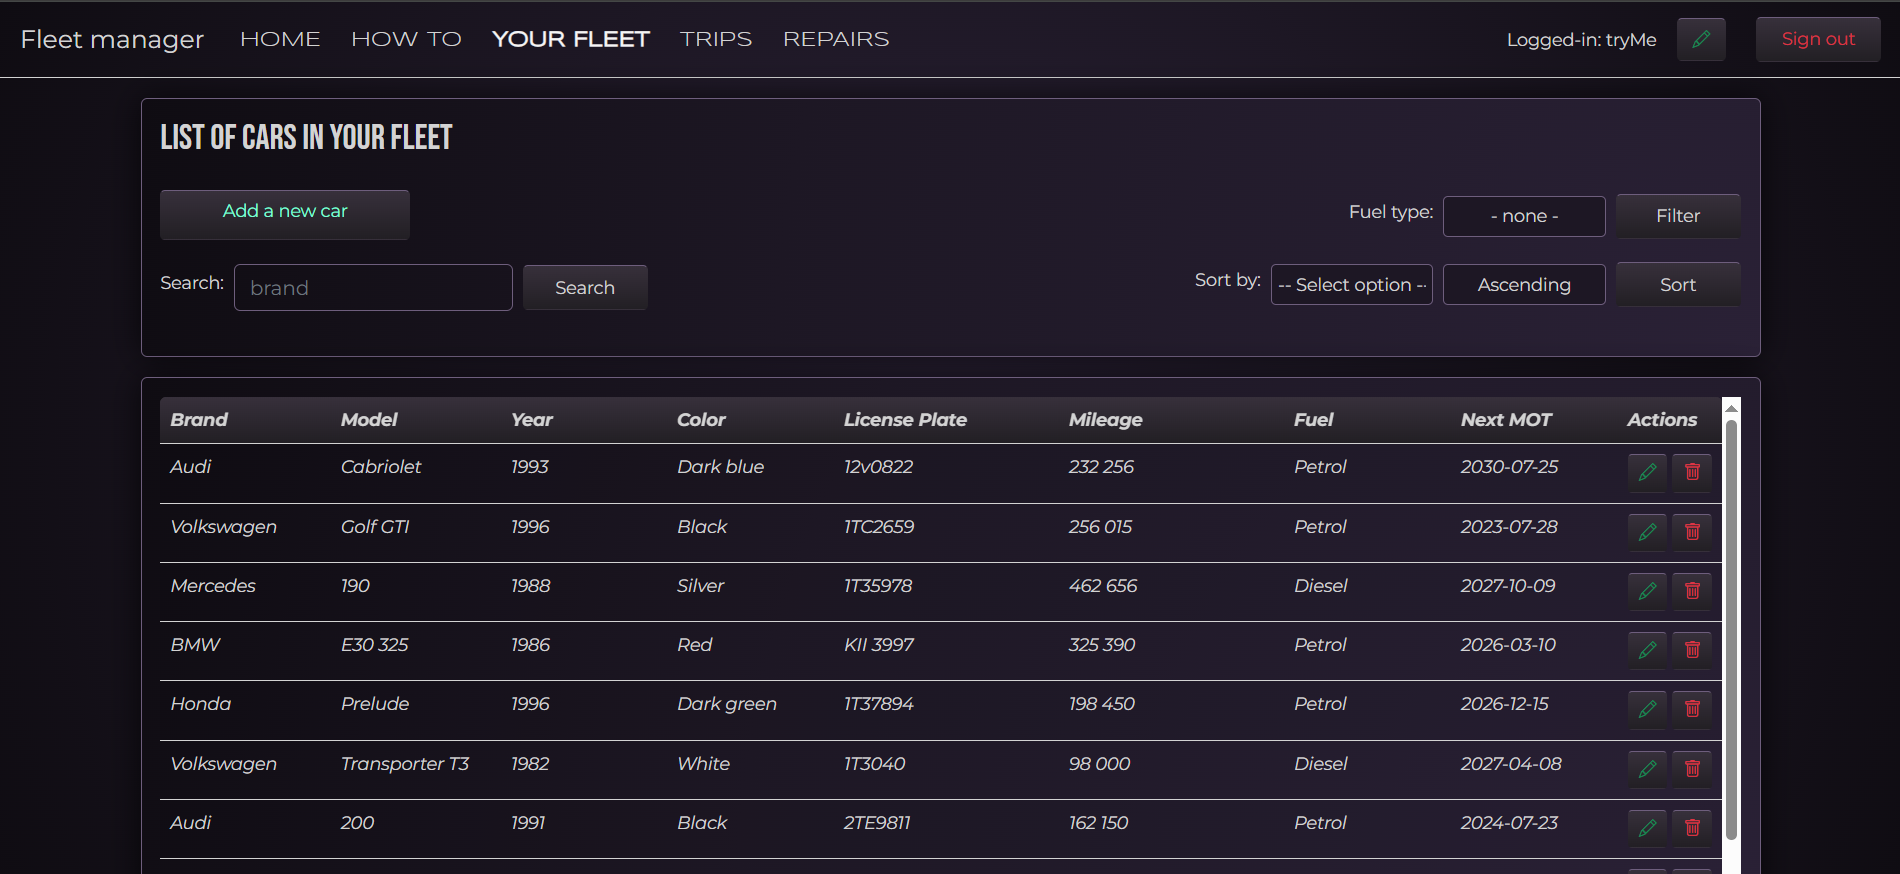 Fleet manager HOME HOW TO YOUR FLEET TRIPS REPAIRS Logged-in: tryMe Sign out
LIST OF CARS IN YOUR FLEET
Add a new car Fuel type: - none - Filter
Search: brand Search Sort by: -- Select option -- Ascending Sort
Brand Model Year Color License Plate Mileage Fuel Next MOT Actions
Audi Cabriolet 1993 Dark blue 12v0822 232 256 Petrol 2030-07-25
Volkswagen Golf GTI 1996 Black 1TC2659 256 015 Petrol 2023-07-28
Mercedes 190 1988 Silver 1T35978 462 656 Diesel 2027-10-09
BMW E30 325 1986 Red KII 3997 325 390 Petrol 2026-03-10
Honda Prelude 1996 Dark green 1T37894 198 450 Petrol 2026-12-15
Volkswagen Transporter T3 1982 White 1T3040 98 000 Diesel 2027-04-08
Audi 200 1991 Black 2TE9811 162 150 Petrol 2024-07-23